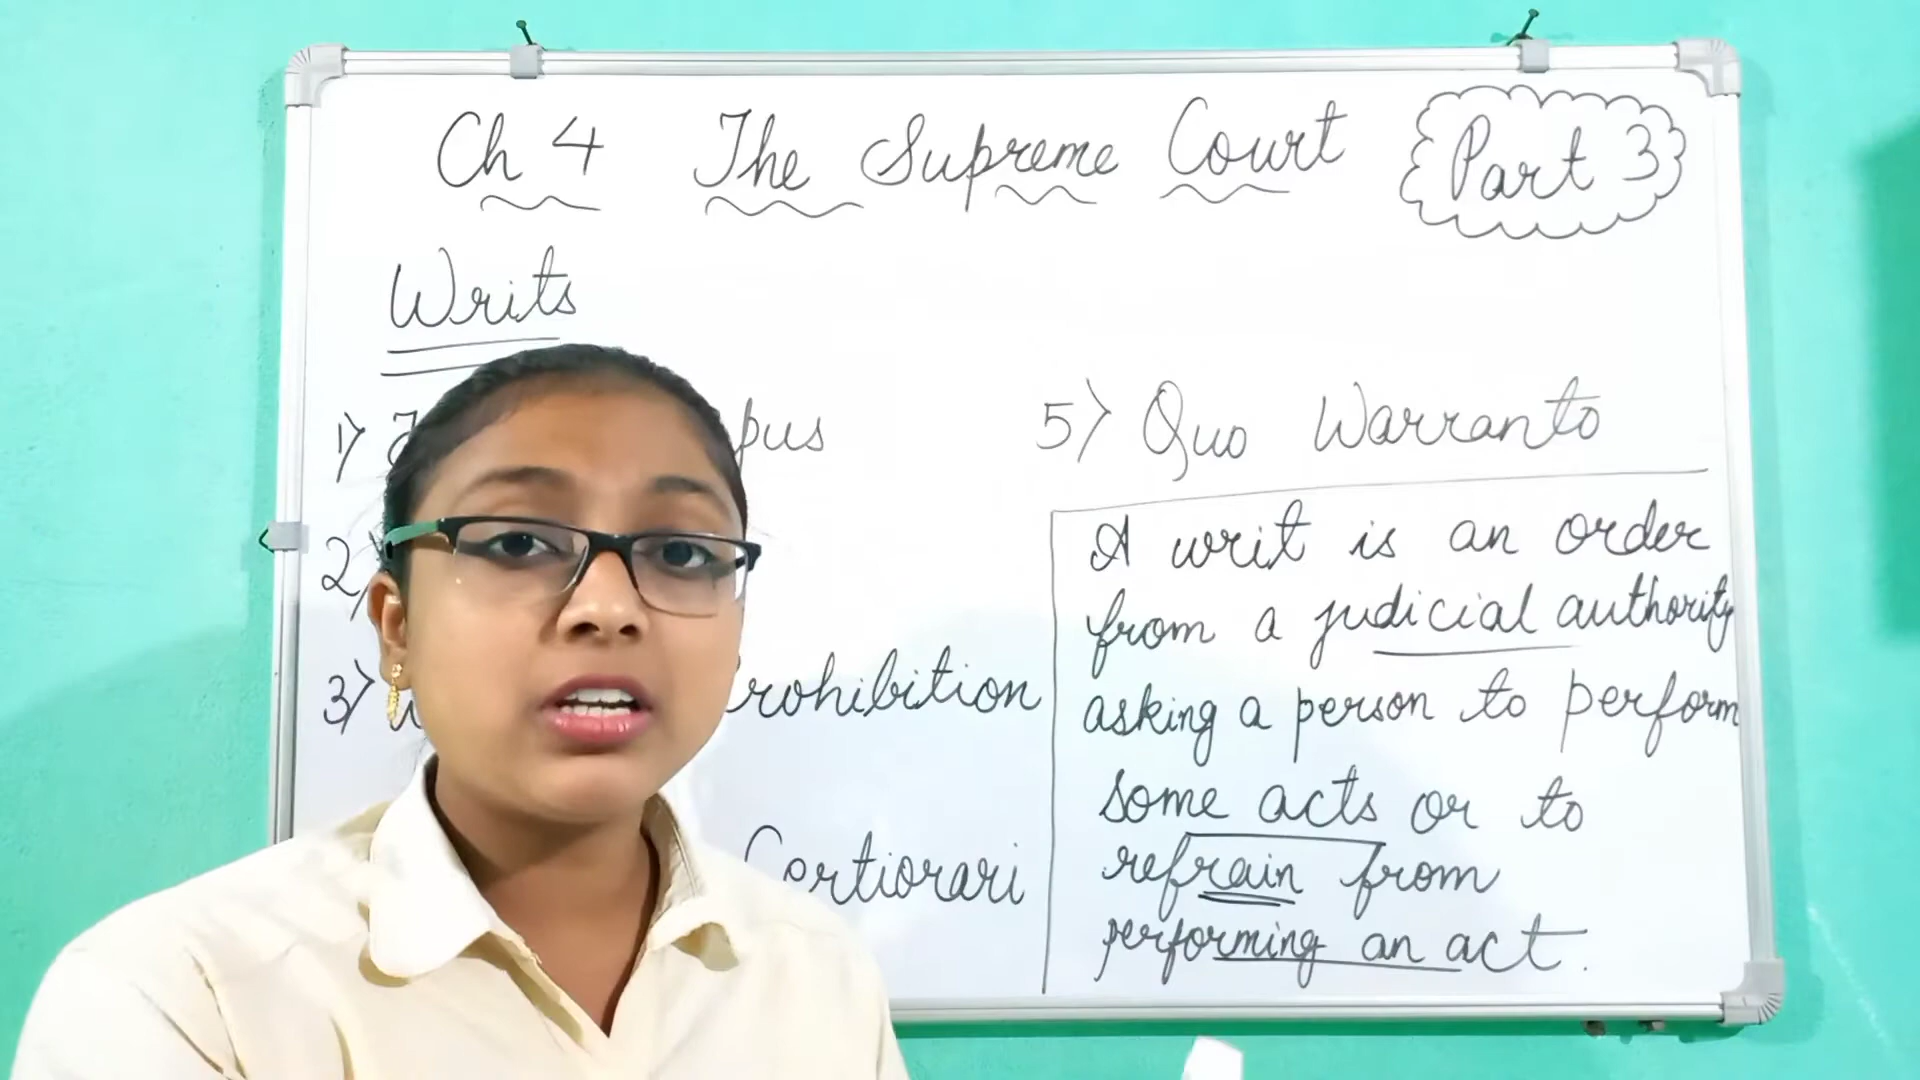 Ch 4 The Supreme Court
Part 3
Writs
1)
2)
3) rohibition
Certiorari
5) Quo Warranto
A writ is an order
from a judicial authority
asking a person to perform
some acts or to
refrain from
performing an act.